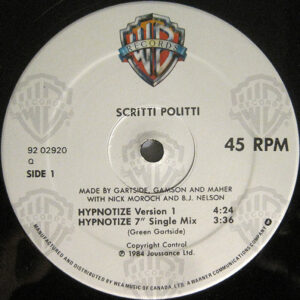 WB
RECORDS
SCRITTI POLITTI
92 02920
Q
SIDE 1
45 RPM
MADE BY GARTSIDE, GAMSON AND MAHER
WITH NICK MOROCH AND B.J. NELSON
HYPNOTIZE Version 1 4:24
HYPNOTIZE 7" Single Mix 3:36
(Green Gartside)
Copyright Control
℗ 1984 Jouissance Ltd.
MANUFACTURED AND DISTRIBUTED BY WEA MUSIC OF CANADA, LTD. A WARNER COMMUNICATIONS COMPANY